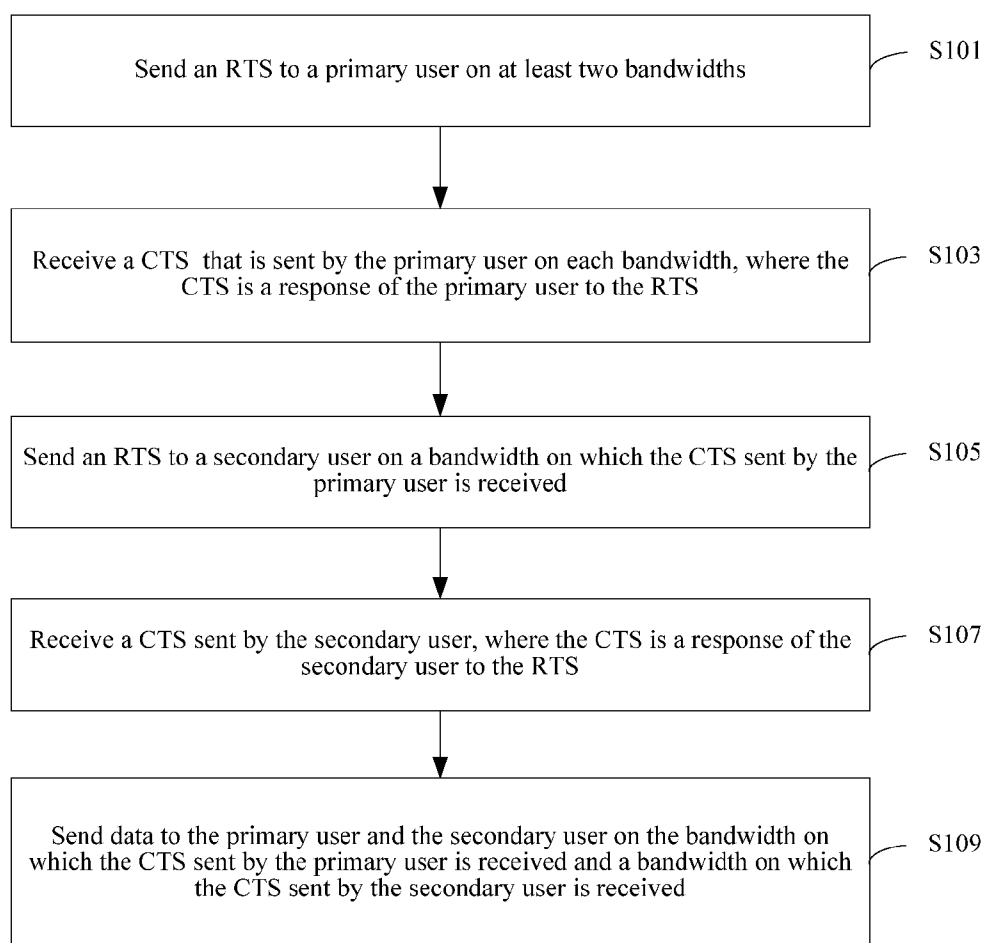 Send an RTS to a primary user on at least two bandwidths
S101
Receive a CTS that is sent by the primary user on each bandwidth, where the
CTS is a response of the primary user to the RTS
S103
Send an RTS to a secondary user on a bandwidth on which the CTS sent by the
primary user is received
S105
Receive a CTS sent by the secondary user, where the CTS is a response of the
secondary user to the RTS
S107
Send data to the primary user and the secondary user on the bandwidth on
which the CTS sent by the primary user is received and a bandwidth on which
the CTS sent by the secondary user is received
S109